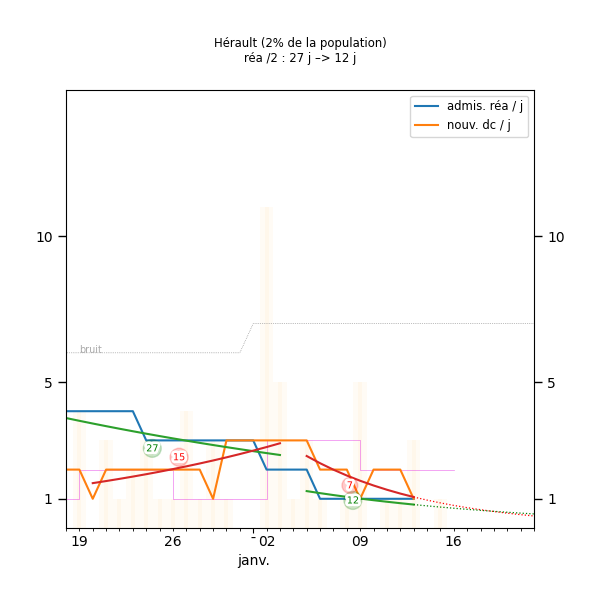 Hérault (2% de la population)
réa /2 : 27 j –> 12 j
admis. réa / j
nouv. dc / j
10 10
bruit
5 5
27 15
7
12
1 1
19 26 02 09 16
janv.